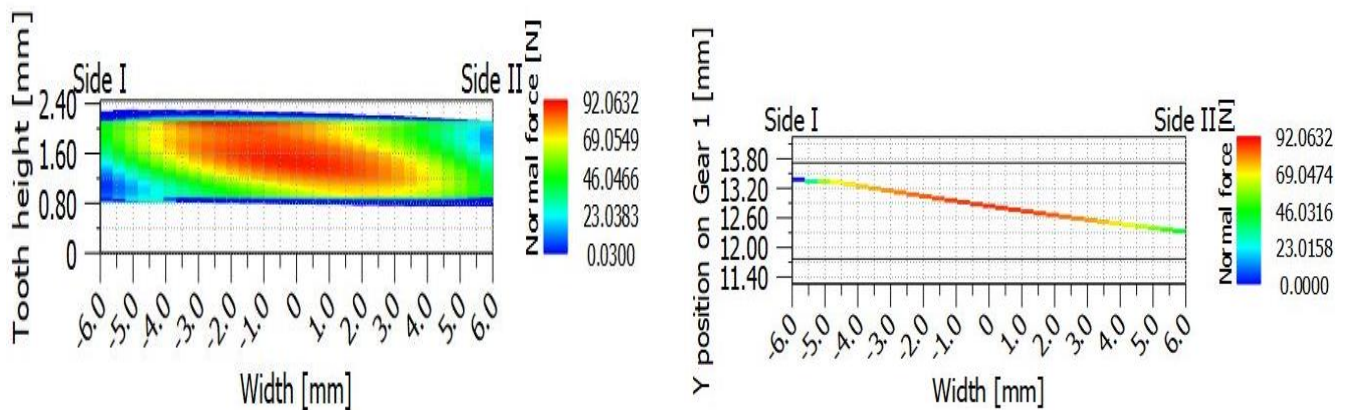 Side I
Side II
Tooth height [mm]
2.40
1.60
0.80
0
-6.0 -5.0 -4.0 -3.0 -2.0 -1.0 0 1.0 2.0 3.0 4.0 5.0 6.0
Width [mm]
Normal force [N]
92.0632
69.0549
46.0466
23.0383
0.0300
Side I
Side II
Y position on Gear 1 [mm]
13.80
13.20
12.60
12.00
11.40
-6.0 -5.0 -4.0 -3.0 -2.0 -1.0 0 1.0 2.0 3.0 4.0 5.0 6.0
Width [mm]
Normal force [N]
92.0632
69.0474
46.0316
23.0158
0.0000